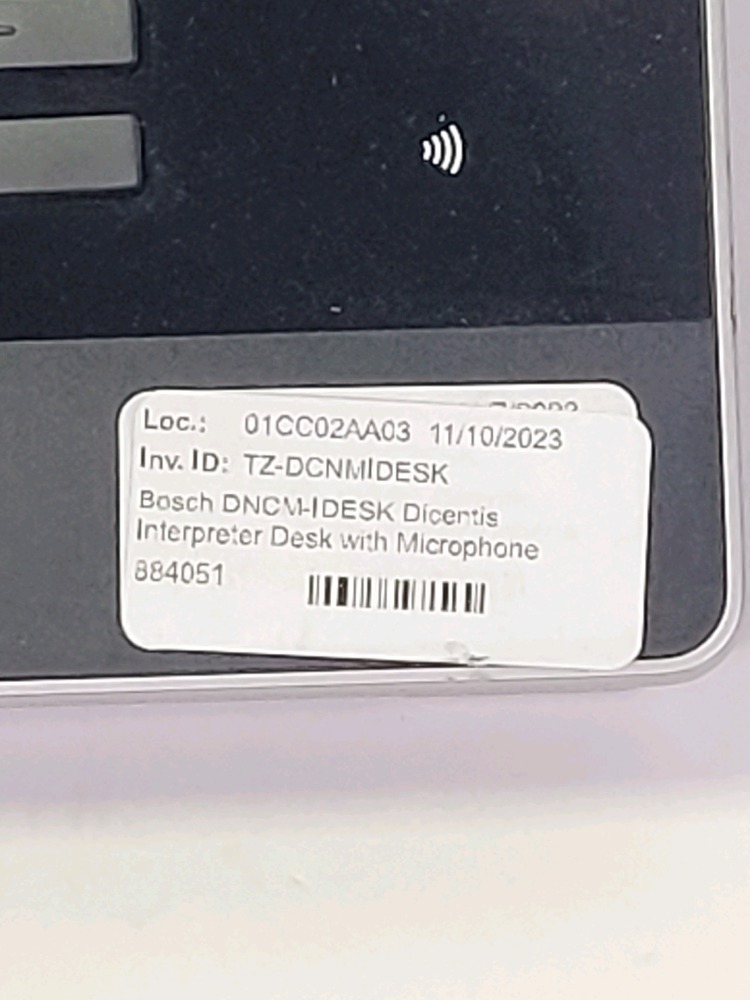 Loc.: 01CC02AA03 11/10/2023
Inv. ID: TZ-DCNMIDESK
Bosch DNCM-IDESK Dicentis
Interpreter Desk with Microphone
884051